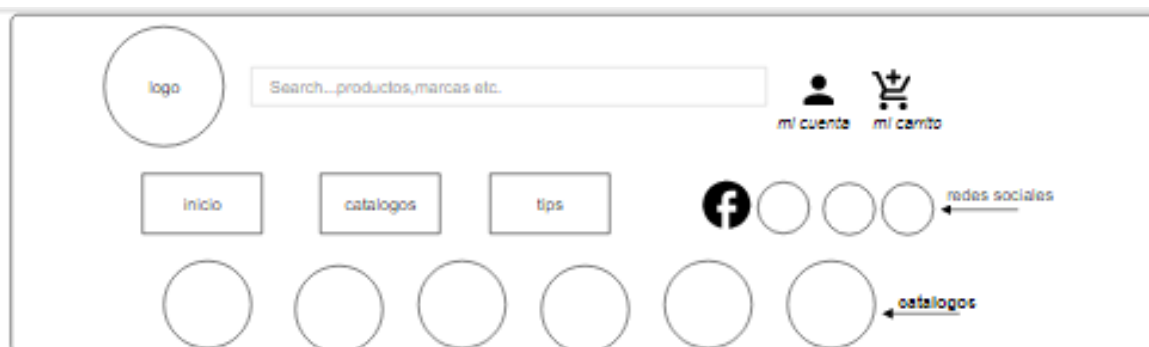 logo
Search...productos,marcas etc.
mi cuenta
mi carrito
inicio
catalogos
tips
redes sociales
catalogos